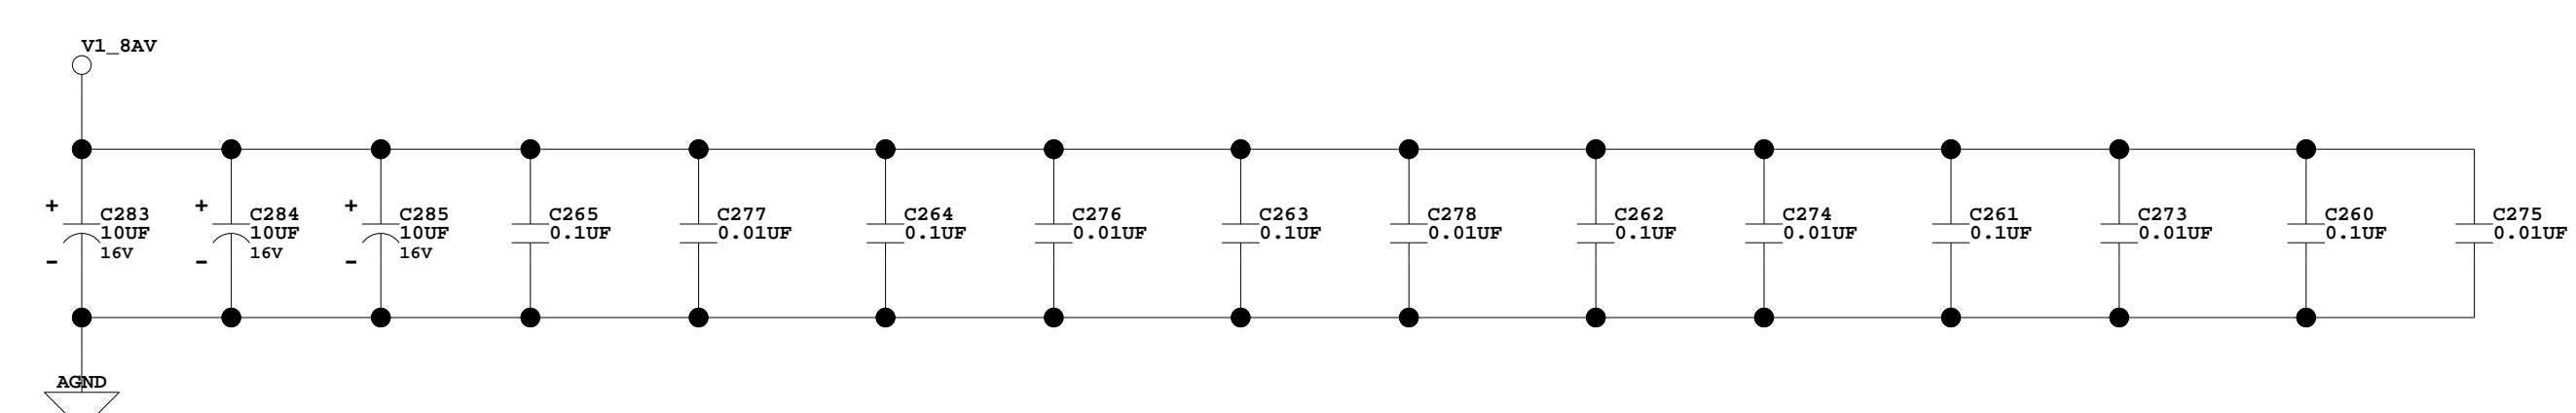 V1_8AV
+ C283
10UF
- 16V
+ C284
10UF
- 16V
+ C285
10UF
- 16V
C265
0.1UF
C277
0.01UF
C264
0.1UF
C276
0.01UF
C263
0.1UF
C278
0.01UF
C262
0.1UF
C274
0.01UF
C261
0.1UF
C273
0.01UF
C260
0.1UF
C275
0.01UF
AGND